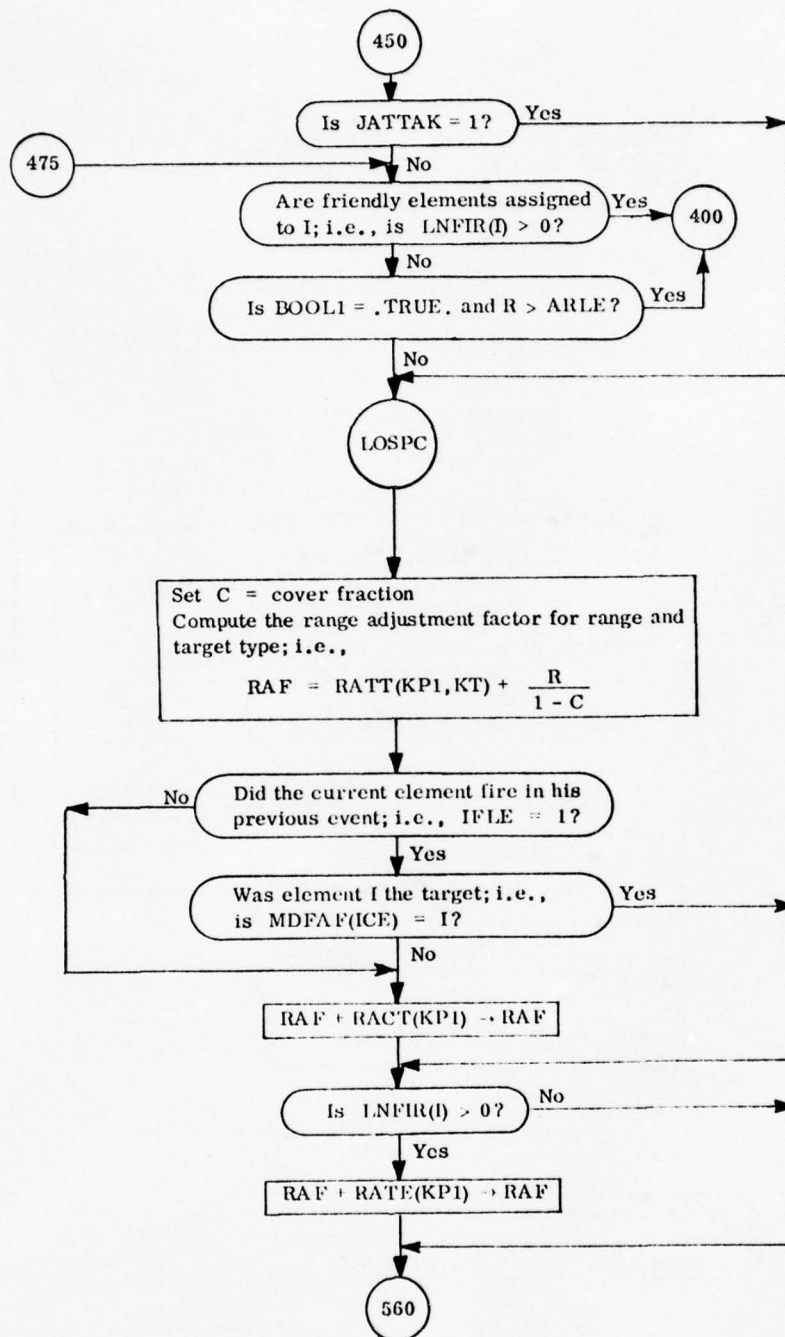 450
Is JATTAK = 1?
Yes
475
No
Are friendly elements assigned
to I; i.e., is LNFIR(I) > 0?
Yes
400
No
Is BOOL1 = .TRUE. and R > ARLE?
Yes
No
LOSPC
Set C = cover fraction
Compute the range adjustment factor for range and
target type; i.e.,
RAF = RATT(KP1,KT) + R / 1 - C
No
Did the current element fire in his
previous event; i.e., IFLE = 1?
Yes
Was element I the target; i.e.,
is MDFAF(ICE) = I?
Yes
No
RAF + RACT(KP1) → RAF
Is LNFIR(I) > 0?
No
Yes
RAF + RATE(KP1) → RAF
560